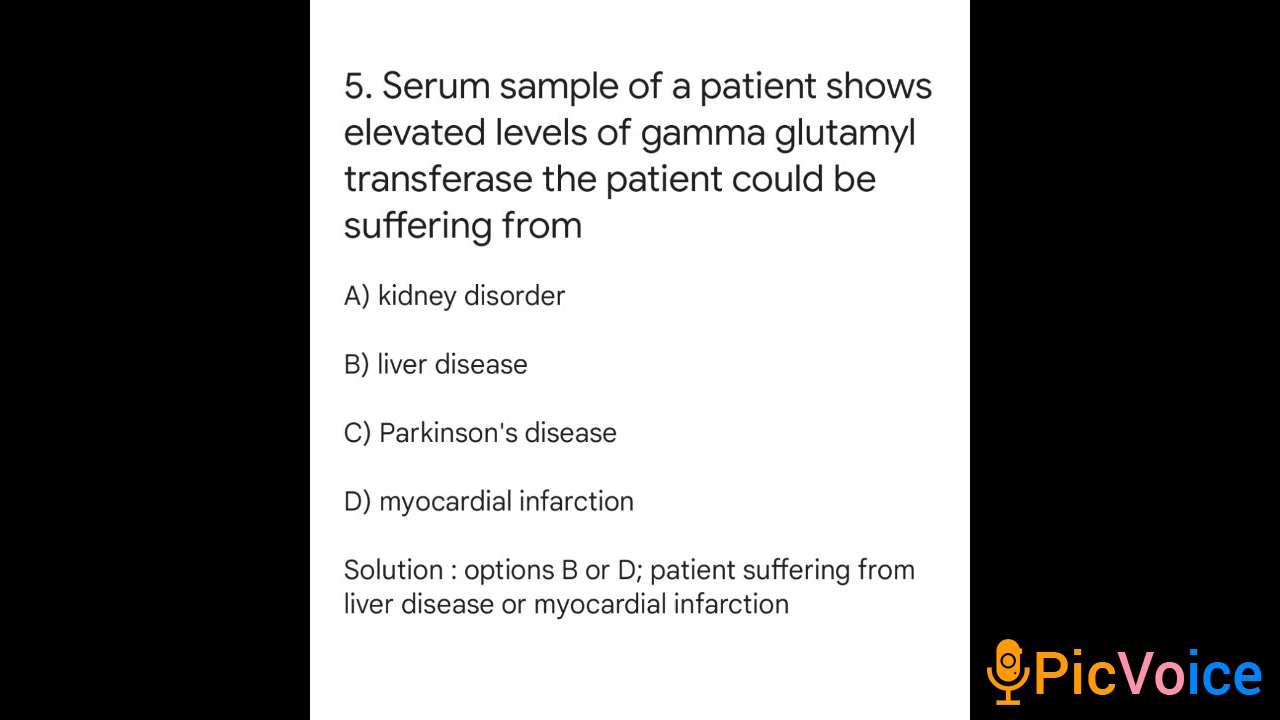 5. Serum sample of a patient shows
elevated levels of gamma glutamyl
transferase the patient could be
suffering from
A) kidney disorder
B) liver disease
C) Parkinson's disease
D) myocardial infarction
Solution : options B or D; patient suffering from
liver disease or myocardial infarction
PicVoice